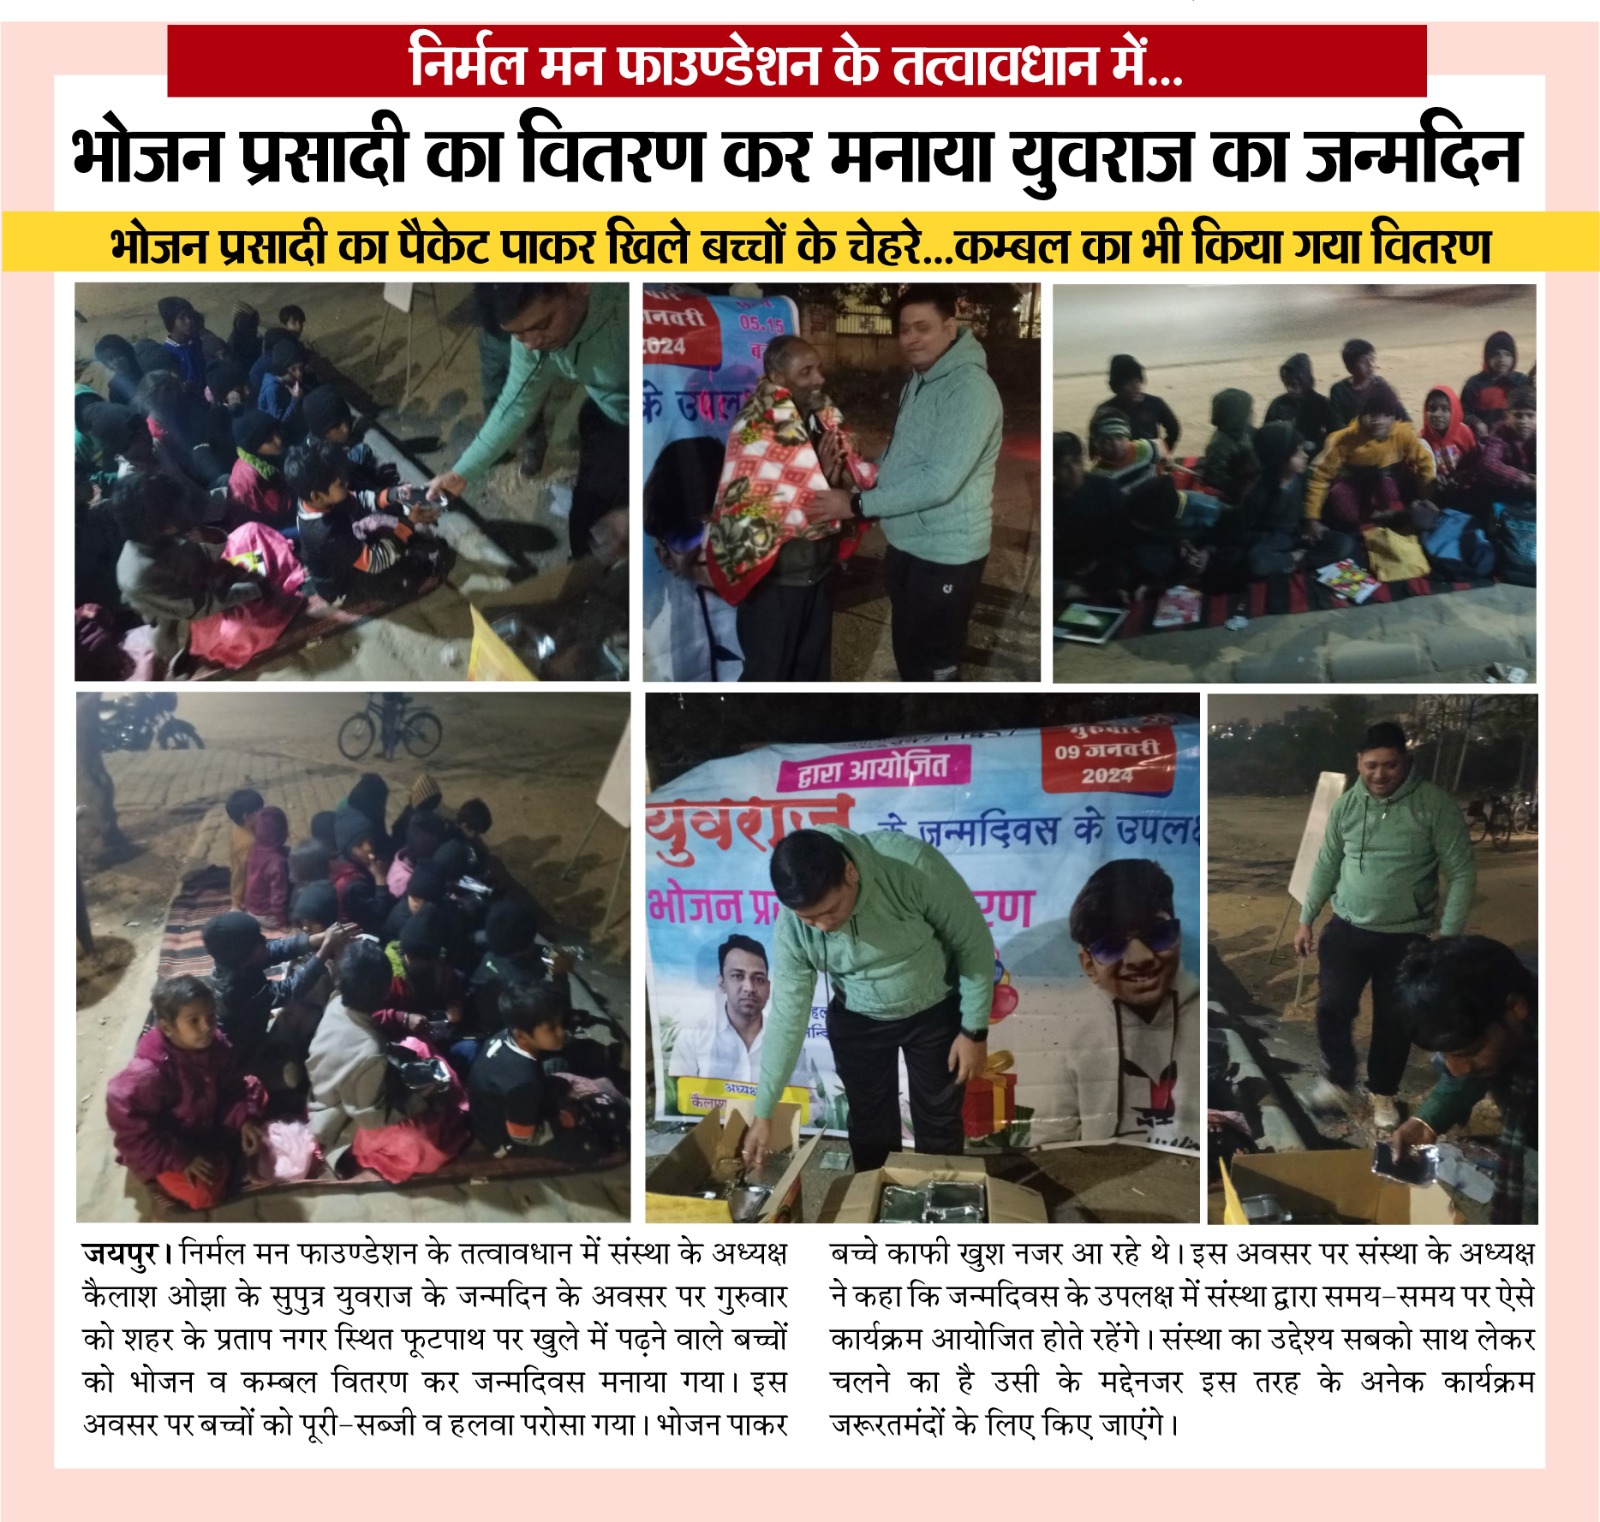 निर्मल मन फाउण्डेशन के तत्वावधान में...
भोजन प्रसादी का वितरण कर मनाया युवराज का जन्मदिन
भोजन प्रसादी का पैकेट पाकर खिले बच्चों के चेहरे...कम्बल का भी किया गया वितरण
2024
05.15
के
द्वारा आयोजित
गुरुवार
09 जनवरी
2024
युवराज के जन्मदिवस के
भोजन
अध्यक्ष
कैलाश
जयपुर। निर्मल मन फाउण्डेशन के तत्वावधान में संस्था के अध्यक्ष
कैलाश ओझा के सुपुत्र युवराज के जन्मदिन के अवसर पर गुरुवार
को शहर के प्रताप नगर स्थित फूटपाथ पर खुले में पढ़ने वाले बच्चों
को भोजन व कम्बल वितरण कर जन्मदिवस मनाया गया। इस
अवसर पर बच्चों को पूरी-सब्जी व हलवा परोसा गया। भोजन पाकर
बच्चे काफी खुश नजर आ रहे थे। इस अवसर पर संस्था के अध्यक्ष
ने कहा कि जन्मदिवस के उपलक्ष में संस्था द्वारा समय-समय पर ऐसे
कार्यक्रम आयोजित होते रहेंगे। संस्था का उद्देश्य सबको साथ लेकर
चलने का है उसी के मद्देनजर इस तरह के अनेक कार्यक्रम
जरूरतमंदों के लिए किए जाएंगे।